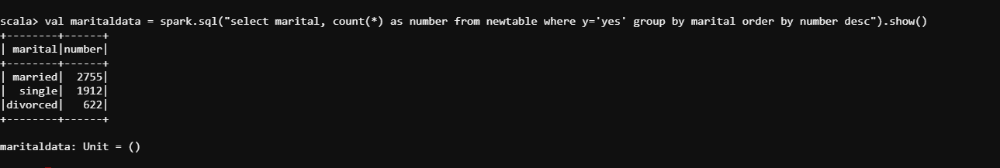 scala> val maritaldata = spark.sql("select marital, count(*) as number from newtable where y='yes' group by marital order by number desc").show()
+--------+------+
| marital|number|
+--------+------+
| married|  2755|
|  single|  1912|
|divorced|   622|
+--------+------+
maritaldata: Unit = ()